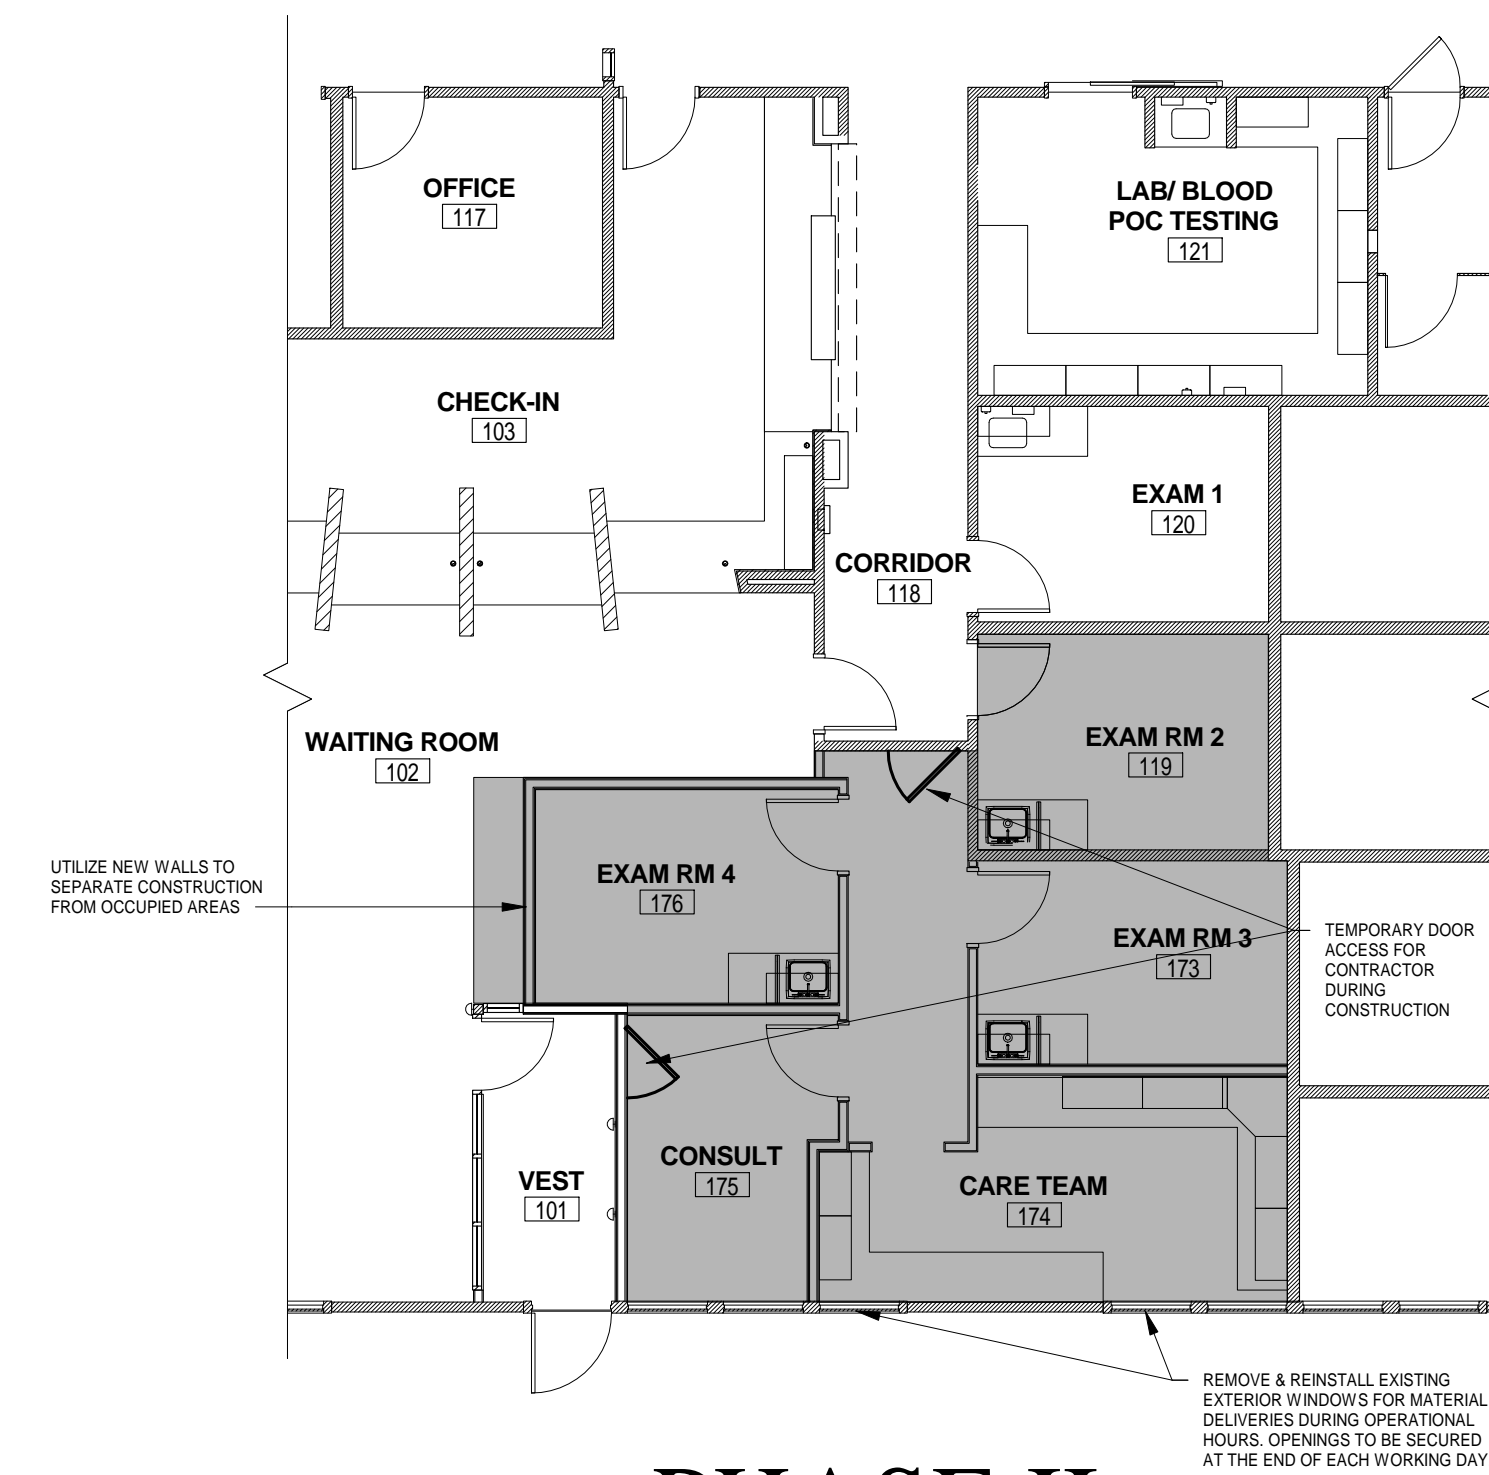 OFFICE
117
LAB/ BLOOD
POC TESTING
121
CHECK-IN
103
EXAM 1
120
CORRIDOR
118
WAITING ROOM
102
EXAM RM 2
119
UTILIZE NEW WALLS TO
SEPARATE CONSTRUCTION
FROM OCCUPIED AREAS
EXAM RM 4
176
EXAM RM 3
173
TEMPORARY DOOR
ACCESS FOR
CONTRACTOR
DURING
CONSTRUCTION
CONSULT
175
VEST
101
CARE TEAM
174
REMOVE & REINSTALL EXISTING
EXTERIOR WINDOWS FOR MATERIAL
DELIVERIES DURING OPERATIONAL
HOURS. OPENINGS TO BE SECURED
AT THE END OF EACH WORKING DAY
PHASE II